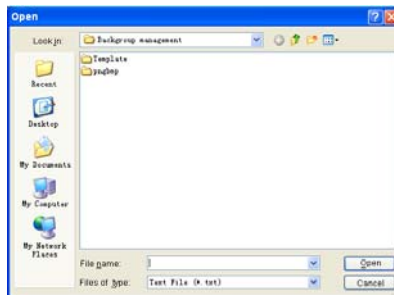 Open
Look in:
Backgroup management
Template
pngbmp
Recent
Desktop
My Documents
My Computer
My Network
Places
File name:
Open
Files of type:
Text File (*.txt)
Cancel